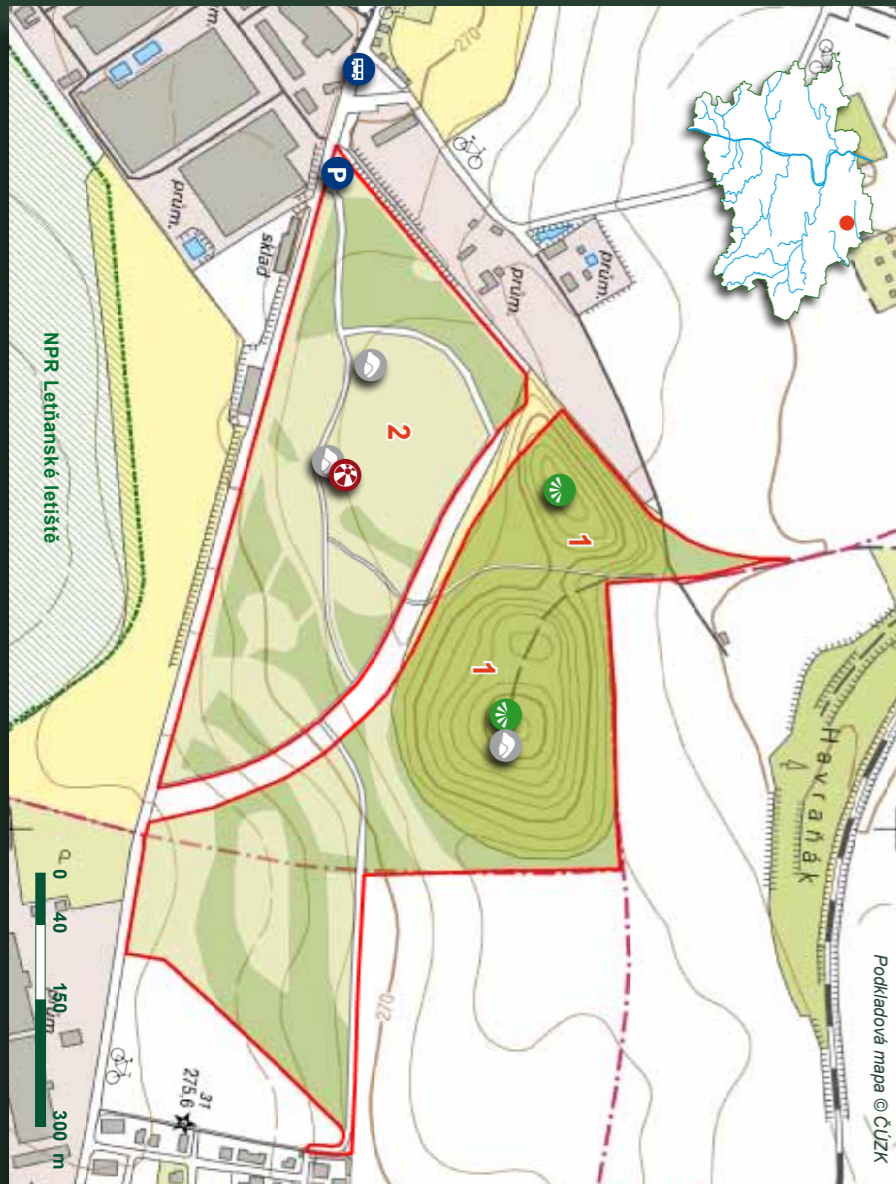 Podkladová mapa © ČÚZK
Havraňák
270
prům.
prům.
prům.
P
sklad
prům.
1
1
2
270
NPR Letňanské letiště
31
275.6
prům
0 40 150 300 m